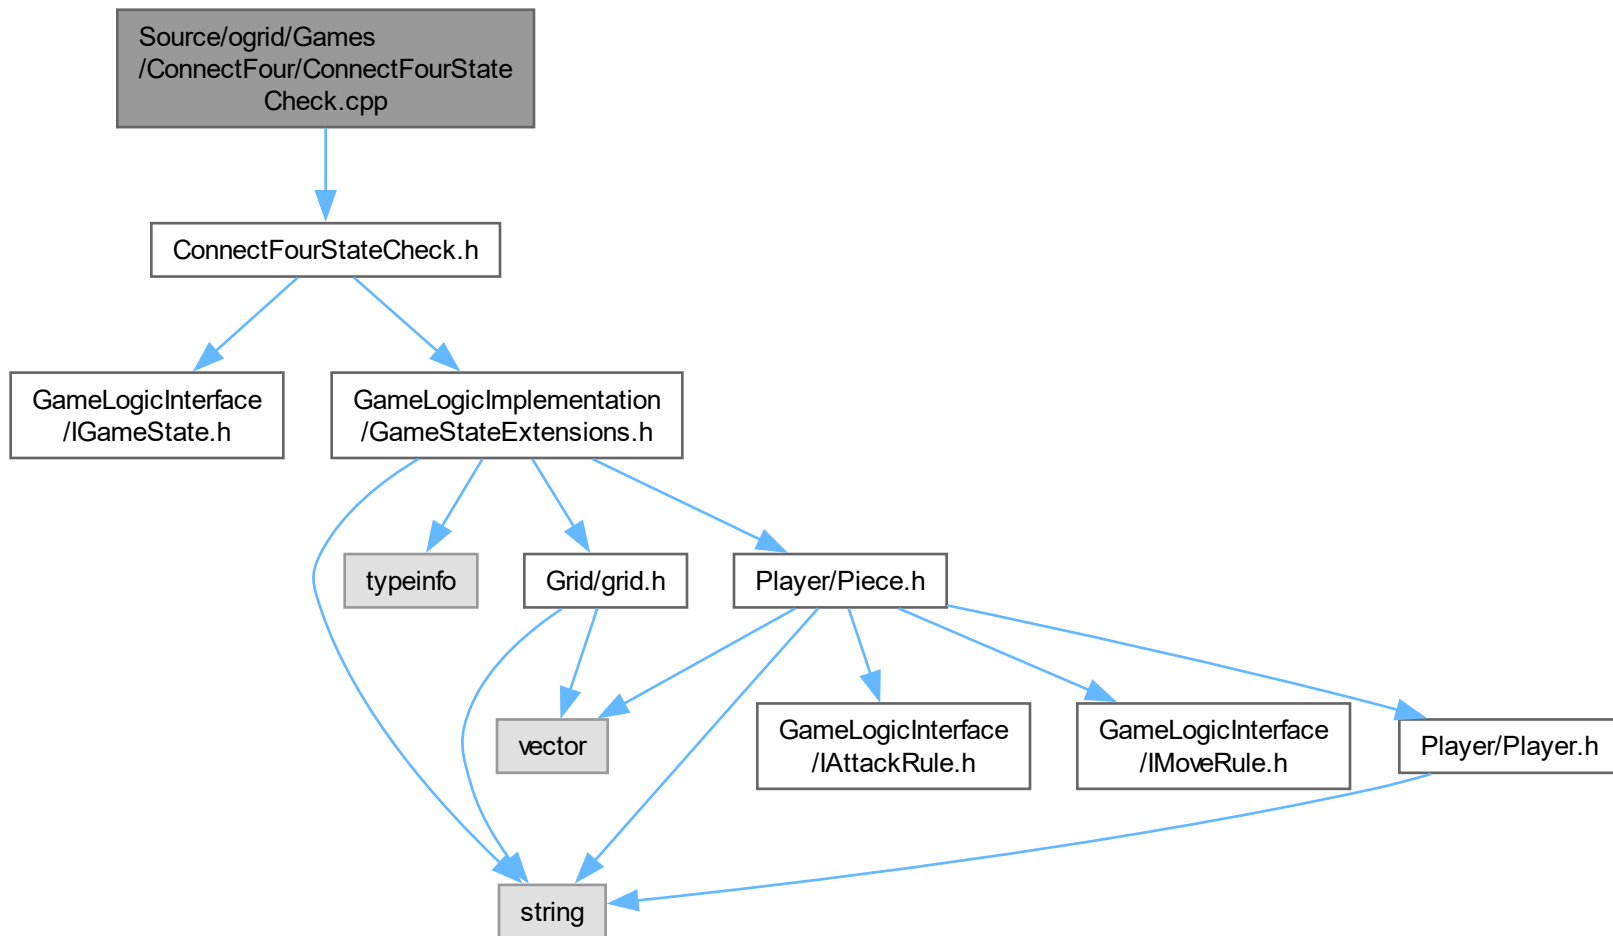 Source/ogrid/Games
/ConnectFour/ConnectFourState
Check.cpp
ConnectFourStateCheck.h
GameLogicInterface
/IGameState.h
GameLogicImplementation
/GameStateExtensions.h
typeinfo
Grid/grid.h
Player/Piece.h
vector
GameLogicInterface
/IAttackRule.h
GameLogicInterface
/IMoveRule.h
Player/Player.h
string